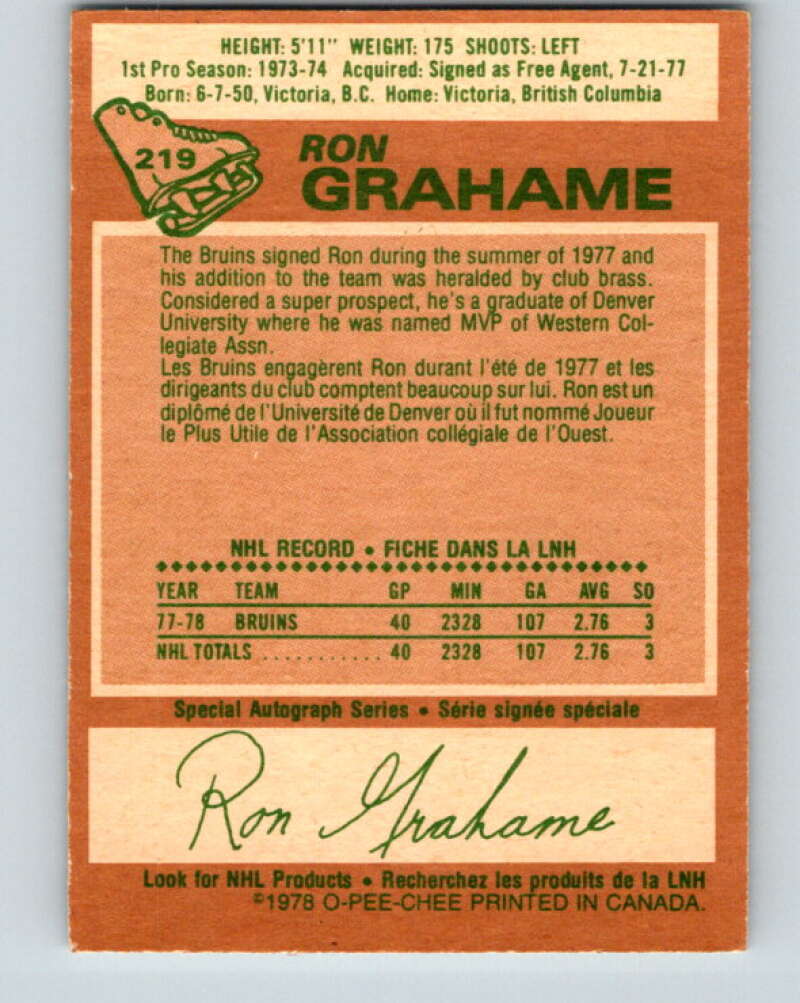 HEIGHT: 5'11" WEIGHT: 175 SHOOTS: LEFT
1st Pro Season: 1973-74 Acquired: Signed as Free Agent, 7-21-77
Born: 6-7-50, Victoria, B.C. Home: Victoria, British Columbia
219
RON
GRAHAME
The Bruins signed Ron during the summer of 1977 and
his addition to the team was heralded by club brass.
Considered a super prospect, he's a graduate of Denver
University where he was named MVP of Western Col-
legiate Assn.
Les Bruins engagèrent Ron durant l'été de 1977 et les
dirigeants du club comptent beaucoup sur lui. Ron est un
diplômé de l'Université de Denver où il fut nommé Joueur
le Plus Utile de l'Association collégiale de l'Ouest.
NHL RECORD • FICHE DANS LA LNH
YEAR TEAM GP MIN GA AVG SO
77-78 BRUINS 40 2328 107 2.76 3
NHL TOTALS ........... 40 2328 107 2.76 3
Special Autograph Series • Série signée spéciale
Ron Grahame
Look for NHL Products • Recherchez les produits de la LNH
©1978 O-PEE-CHEE PRINTED IN CANADA.